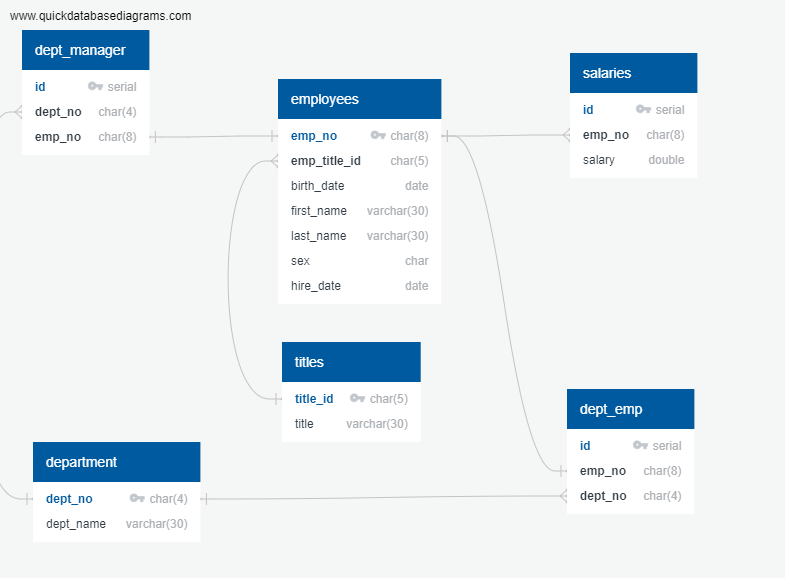 www.quickdatabasediagrams.com
dept_manager
id serial
dept_no char(4)
emp_no char(8)
employees
emp_no char(8)
emp_title_id char(5)
birth_date date
first_name varchar(30)
last_name varchar(30)
sex char
hire_date date
salaries
id serial
emp_no char(8)
salary double
titles
title_id char(5)
title varchar(30)
department
dept_no char(4)
dept_name varchar(30)
dept_emp
id serial
emp_no char(8)
dept_no char(4)